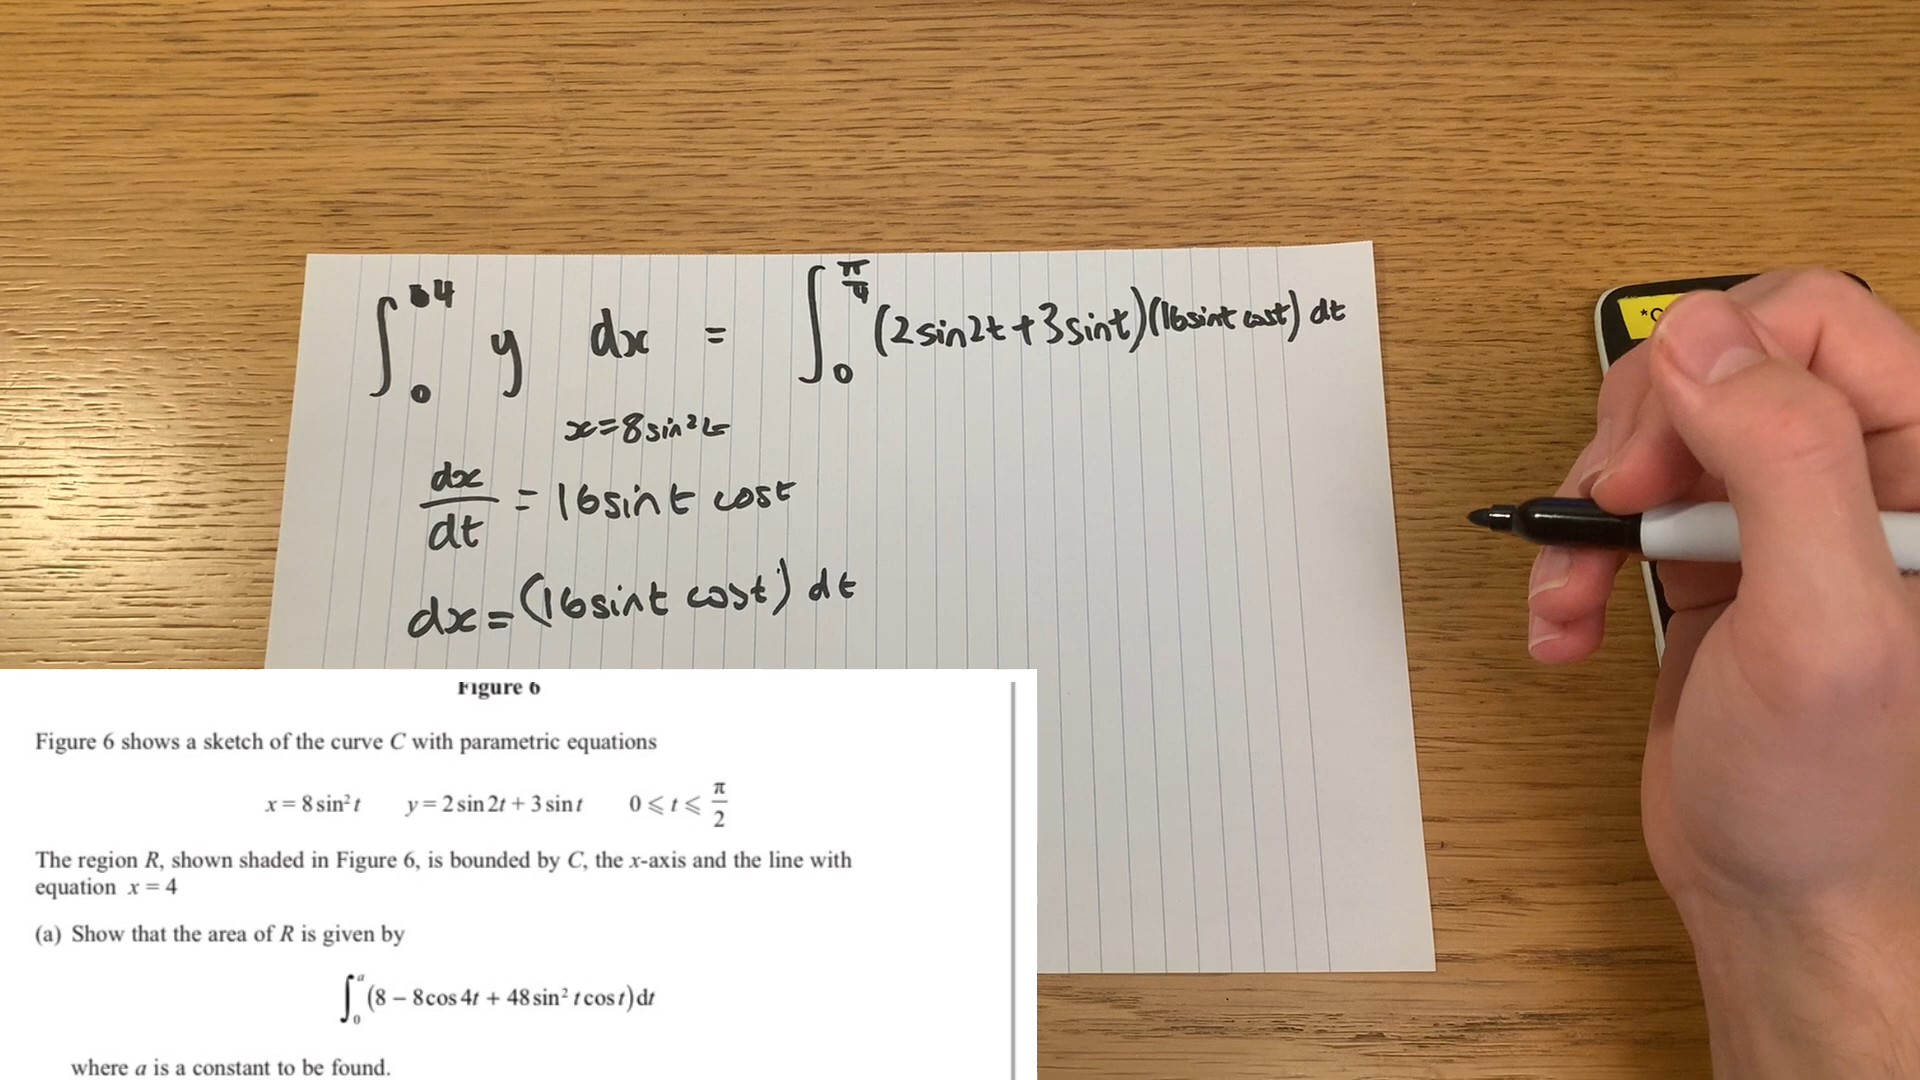 ∫₀⁴ y dx = ∫₀^(π/4) (2sin2t + 3sint)(16sint cost) dt
x = 8sin²t
dx/dt = 16sint cost
dx = (16sint cost) dt
*C
Figure 6
Figure 6 shows a sketch of the curve C with parametric equations
x = 8 sin² t y = 2 sin 2t + 3 sin t 0 ⩽ t ⩽ π/2
The region R, shown shaded in Figure 6, is bounded by C, the x-axis and the line with
equation x = 4
(a) Show that the area of R is given by
∫₀ᵃ (8 – 8cos 4t + 48 sin² t cos t) dt
where a is a constant to be found.